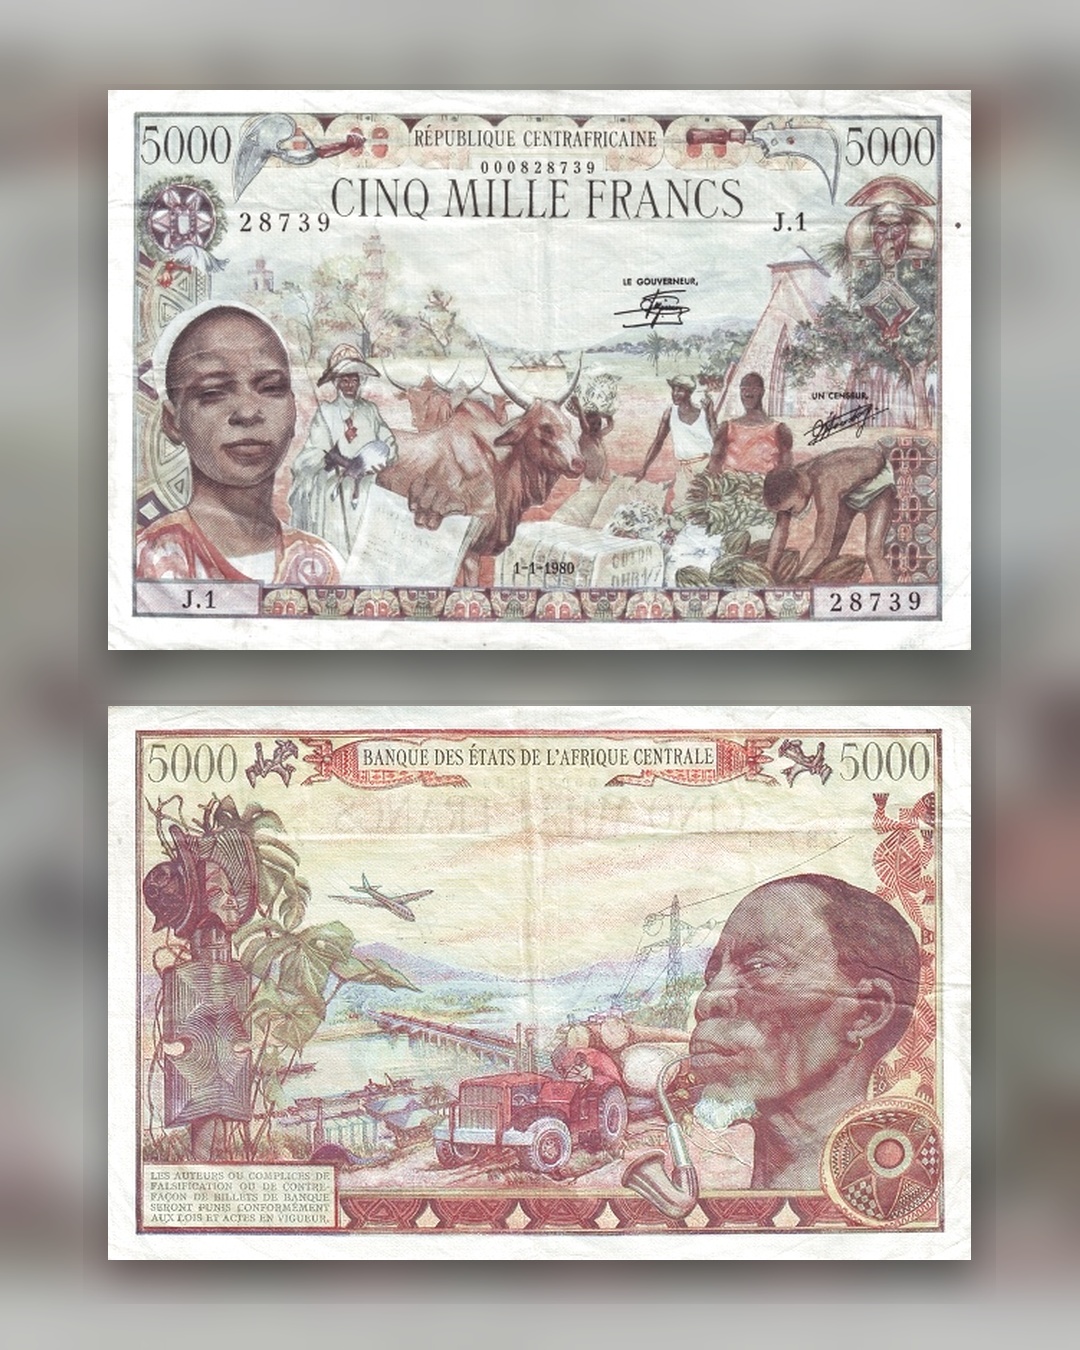 5000
RÉPUBLIQUE CENTRAFRICAINE
5000
000828739
CINQ MILLE FRANCS
28739
J.1
LE GOUVERNEUR,
UN CENSEUR,
1-1-1980
COTON
J.1
28739
5000
BANQUE DES ÉTATS DE L'AFRIQUE CENTRALE
5000
LES AUTEURS OU COMPLICES DE
FALSIFICATION OU DE CONTRE-
FAÇON DE BILLETS DE BANQUE
SERONT PUNIS CONFORMÉMENT
AUX LOIS ET ACTES EN VIGUEUR.